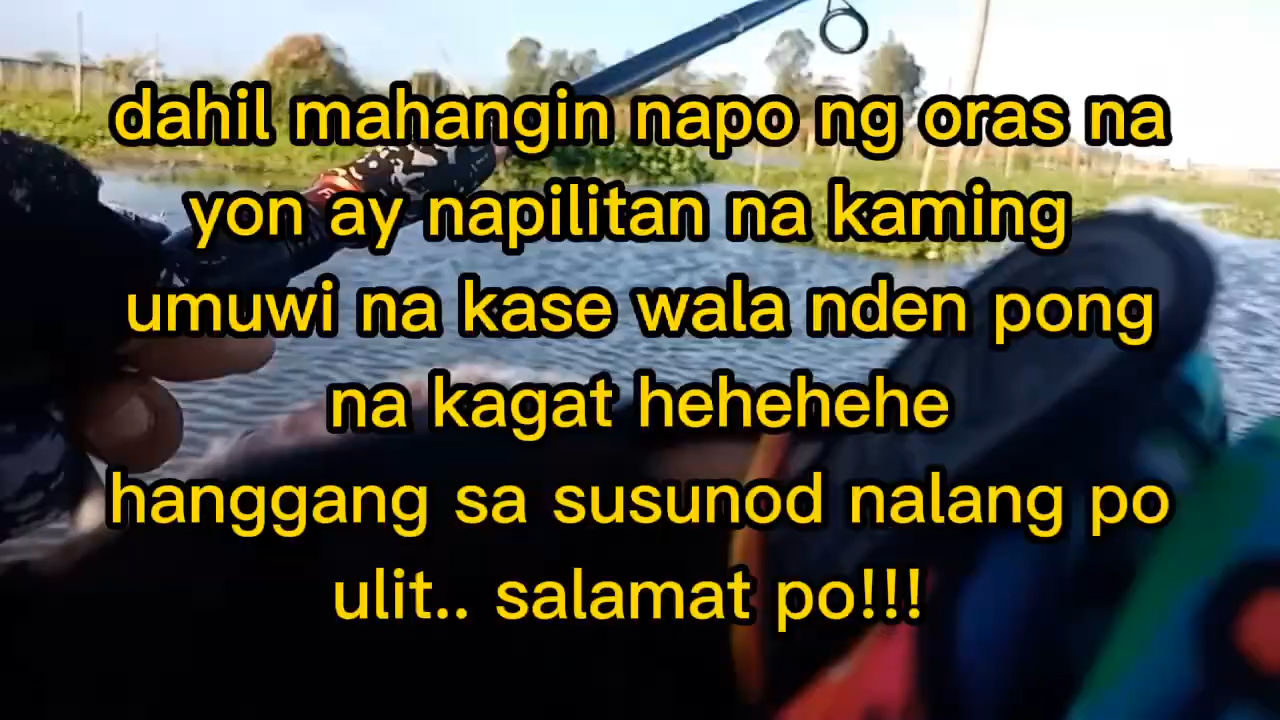 dahil mahangin napo ng oras na
yon ay napilitan na kaming
umuwi na kase wala nden pong
na kagat hehehehe
hanggang sa susunod nalang po
ulit.. salamat po!!!